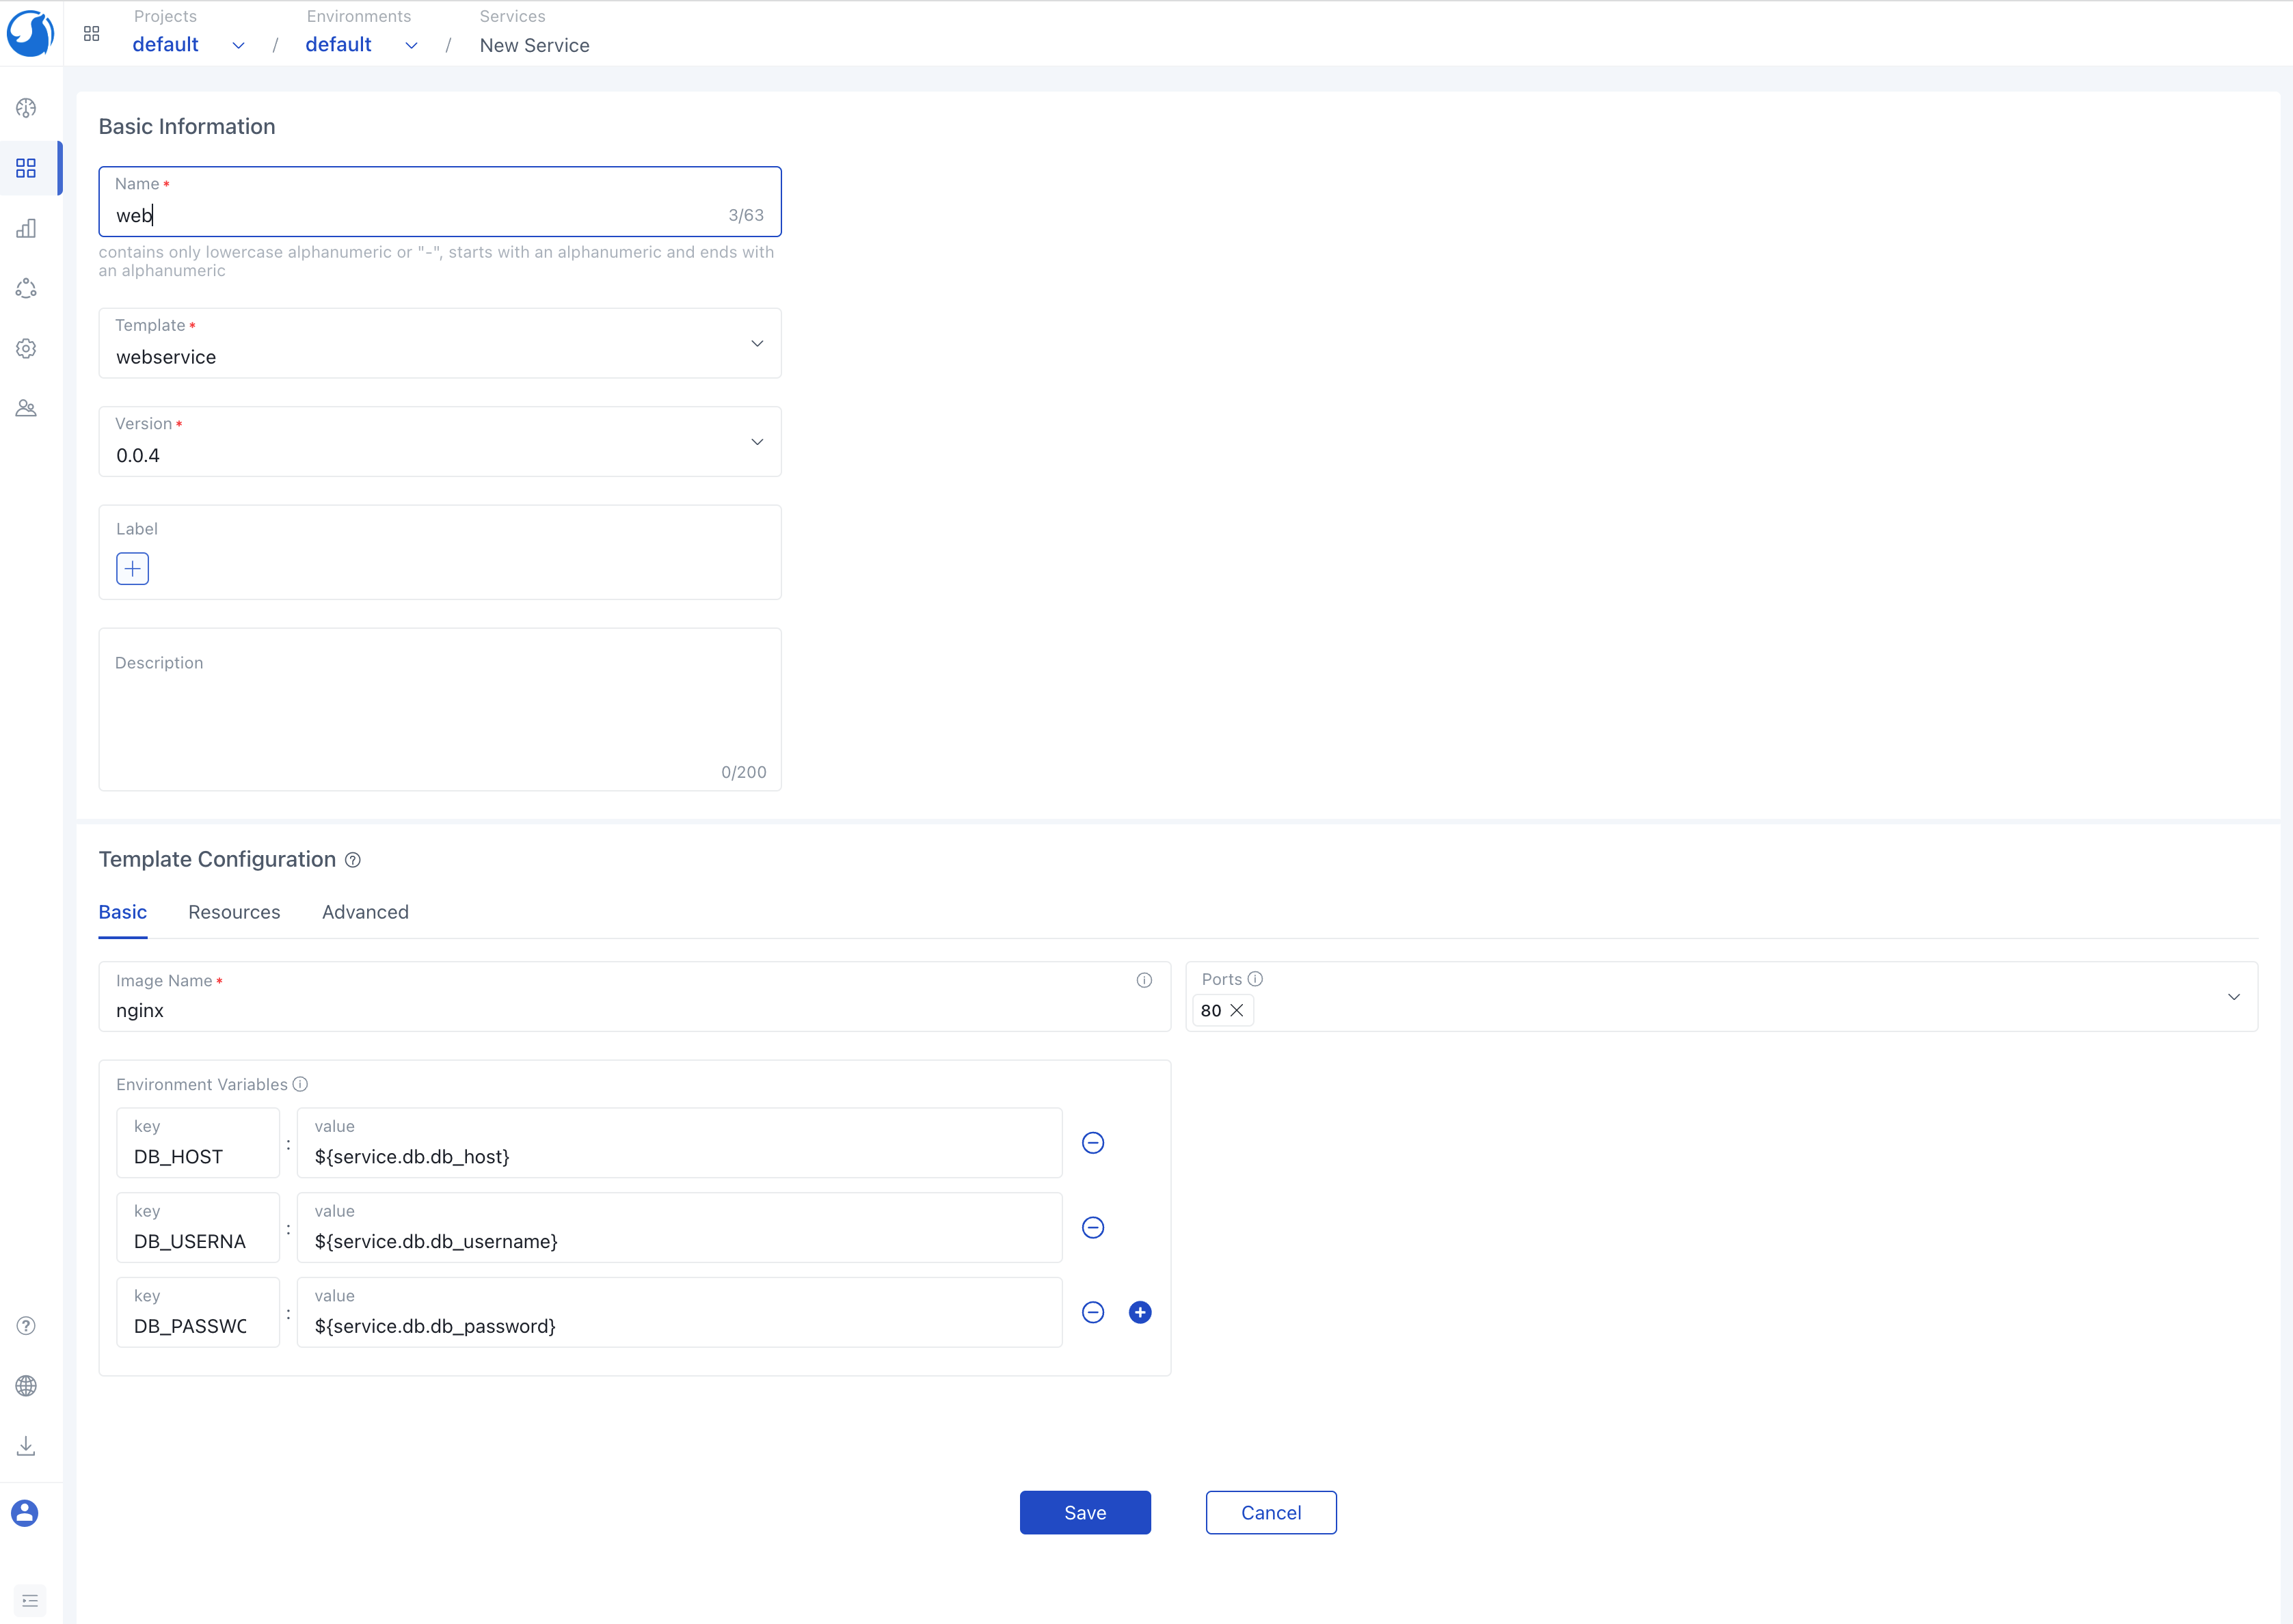 Projects
Environments
Services
default
/
default
/
New Service
Basic Information
Name *
web
3/63
contains only lowercase alphanumeric or "-", starts with an alphanumeric and ends with
an alphanumeric
Template *
webservice
Version *
0.0.4
Label
Description
0/200
Template Configuration
Basic
Resources
Advanced
Image Name *
nginx
Ports
80
Environment Variables
key
DB_HOST
:
value
${service.db.db_host}
key
DB_USERNA
:
value
${service.db.db_username}
key
DB_PASSWO
:
value
${service.db.db_password}
Save
Cancel